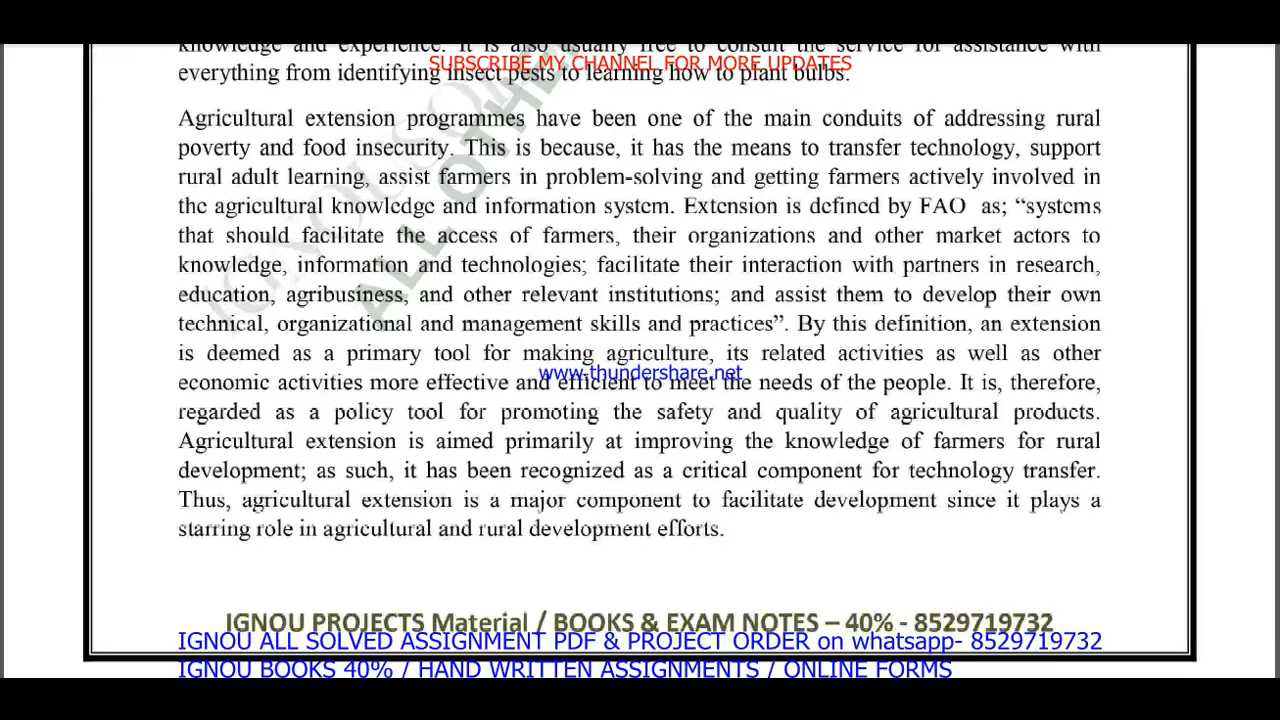 knowledge and experience. It is also usually free to consult the service for assistance with
SUBSCRIBE MY CHANNEL FOR MORE UPDATES
everything from identifying insect pests to learning how to plant bulbs.
Agricultural extension programmes have been one of the main conduits of addressing rural
poverty and food insecurity. This is because, it has the means to transfer technology, support
rural adult learning, assist farmers in problem-solving and getting farmers actively involved in
the agricultural knowledge and information system. Extension is defined by FAO as; “systems
that should facilitate the access of farmers, their organizations and other market actors to
knowledge, information and technologies; facilitate their interaction with partners in research,
education, agribusiness, and other relevant institutions; and assist them to develop their own
technical, organizational and management skills and practices”. By this definition, an extension
is deemed as a primary tool for making agriculture, its related activities as well as other
www.thundershare.net
economic activities more effective and efficient to meet the needs of the people. It is, therefore,
regarded as a policy tool for promoting the safety and quality of agricultural products.
Agricultural extension is aimed primarily at improving the knowledge of farmers for rural
development; as such, it has been recognized as a critical component for technology transfer.
Thus, agricultural extension is a major component to facilitate development since it plays a
starring role in agricultural and rural development efforts.
ALL OTHE
IGNOU PROJECTS Material / BOOKS & EXAM NOTES – 40% - 8529719732
IGNOU ALL SOLVED ASSIGNMENT PDF & PROJECT ORDER on whatsapp- 8529719732
IGNOU BOOKS 40% / HAND WRITTEN ASSIGNMENTS / ONLINE FORMS